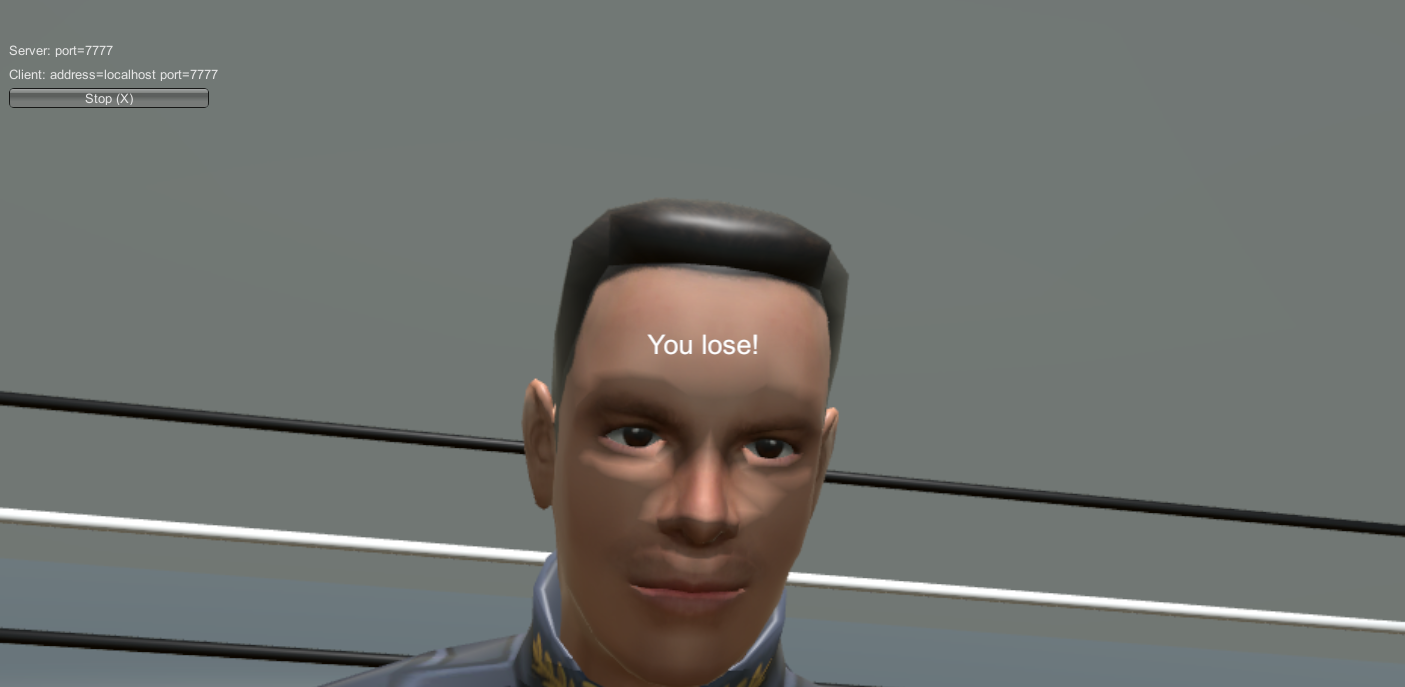 Server: port=7777
Client: address=localhost port=7777
Stop (X)
You lose!